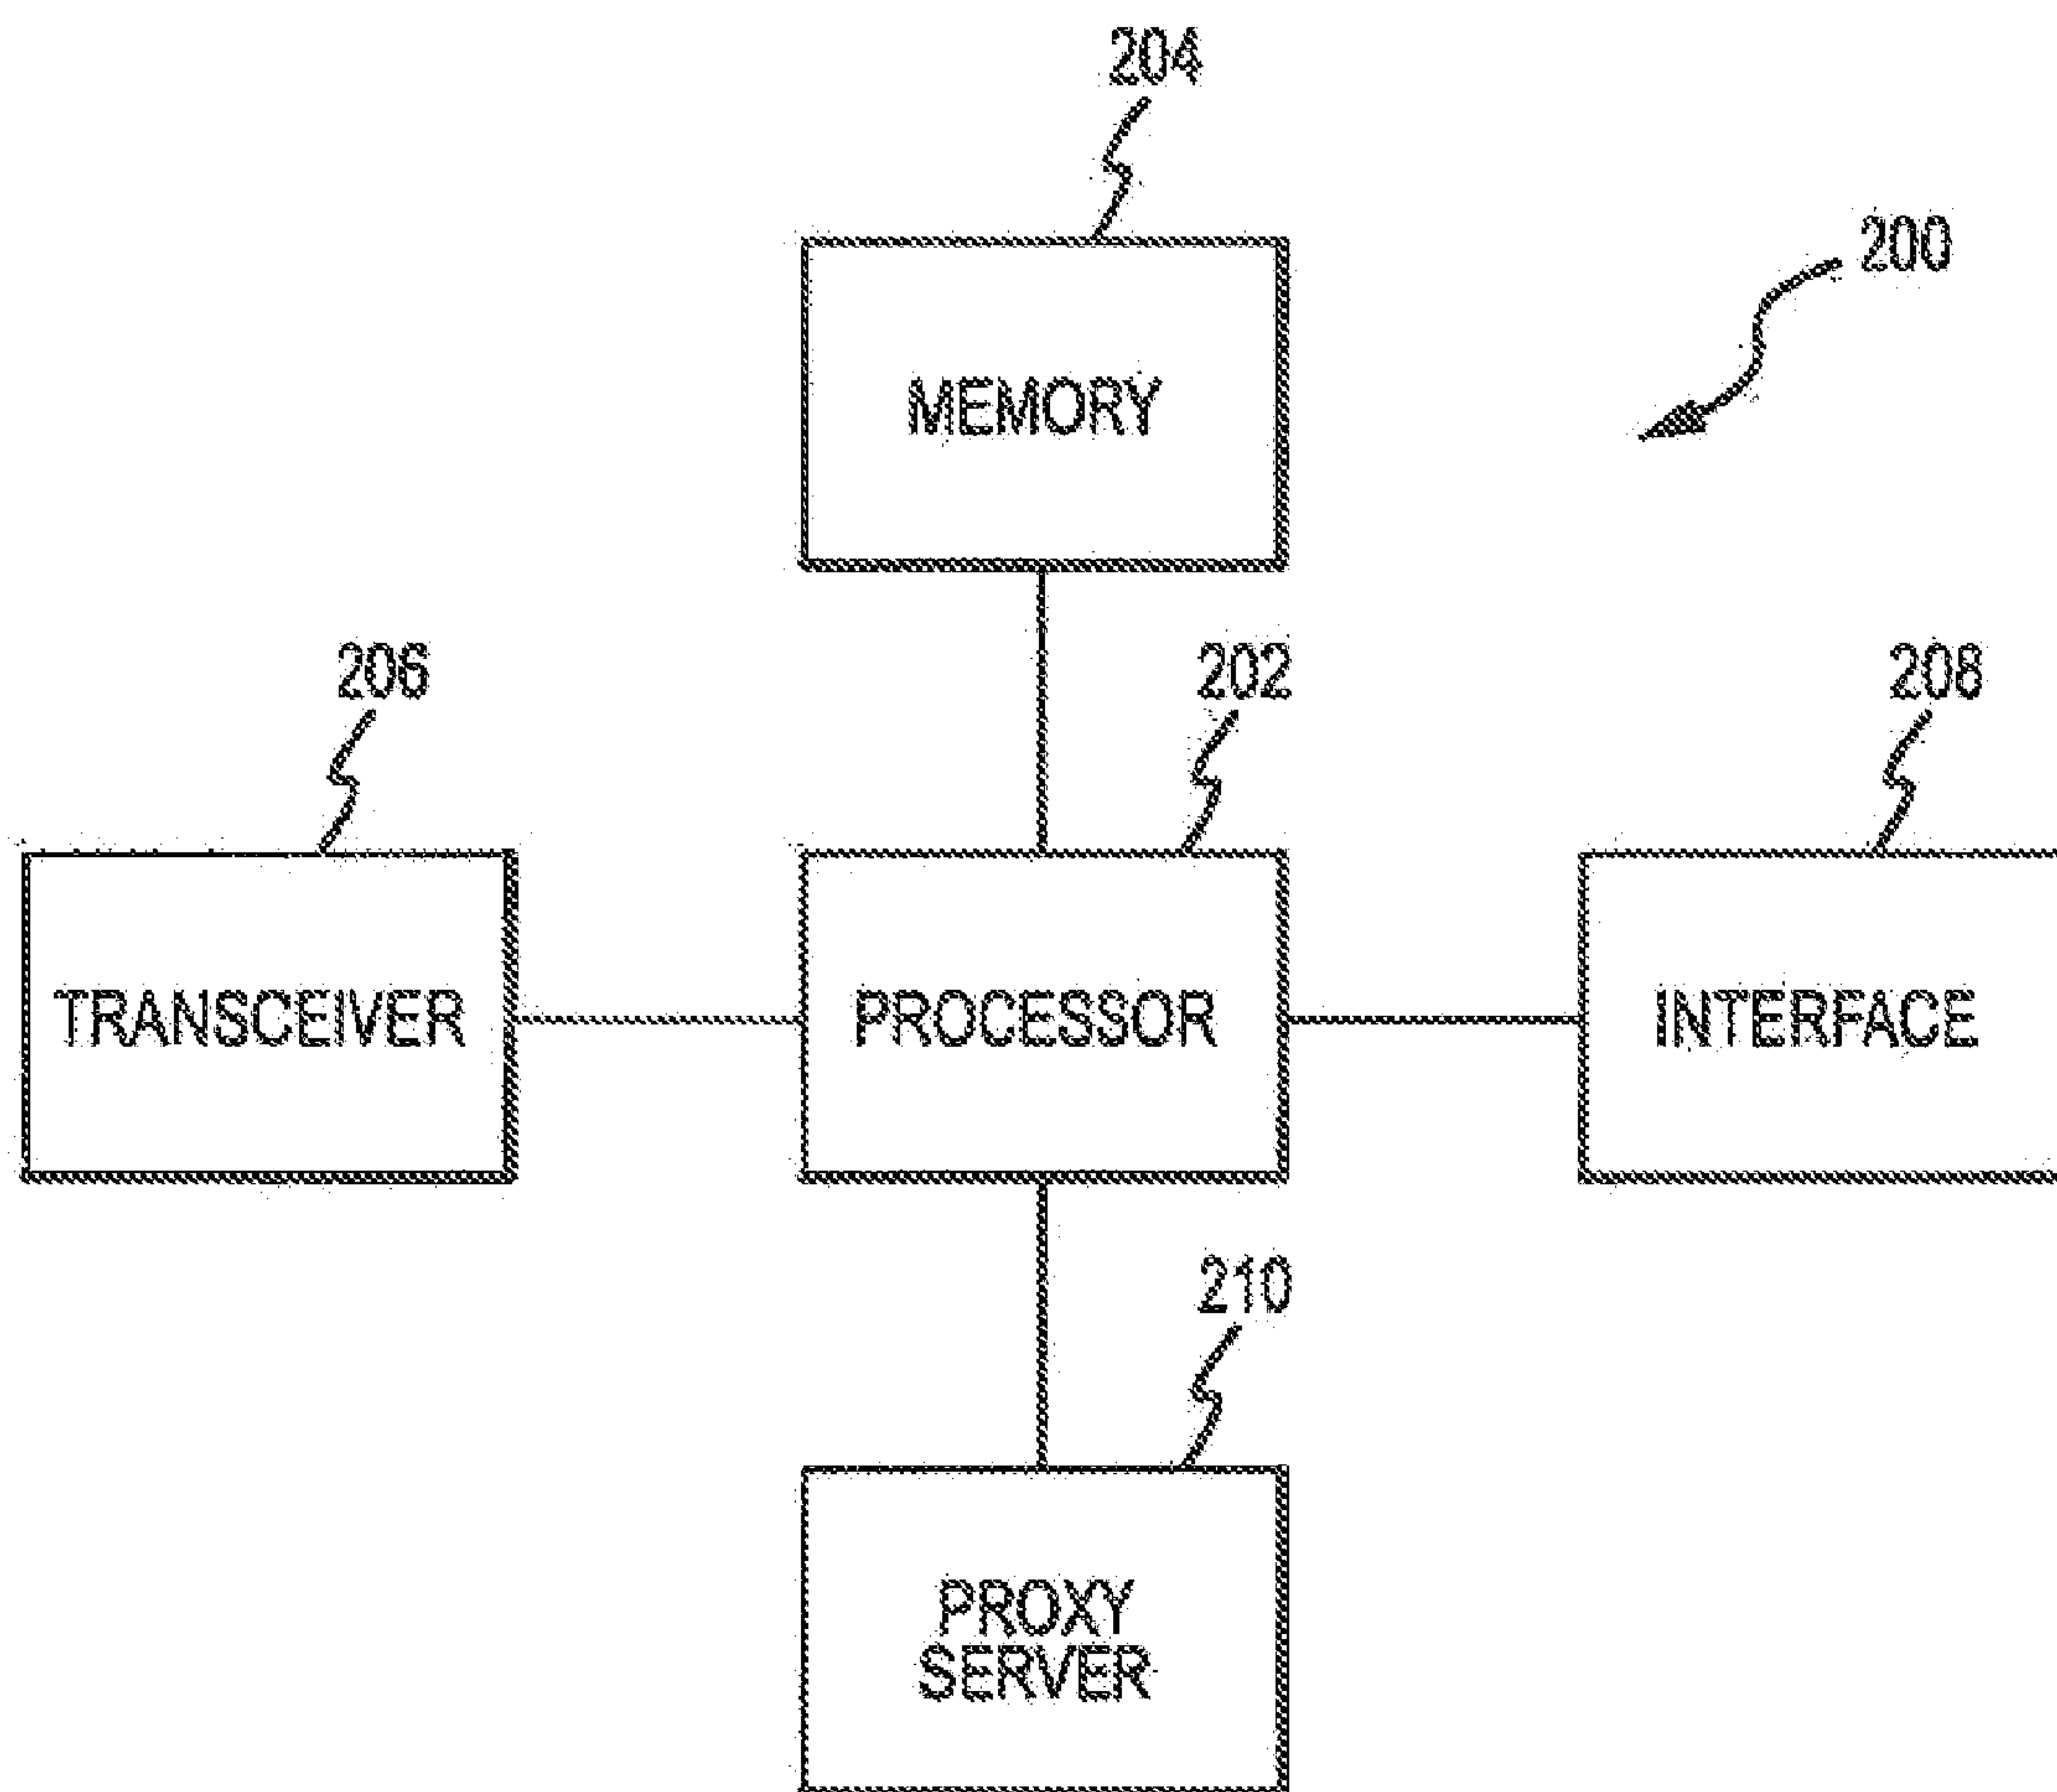 204
200
MEMORY
206
202
208
TRANSCEIVER
PROCESSOR
INTERFACE
210
PROXY
SERVER